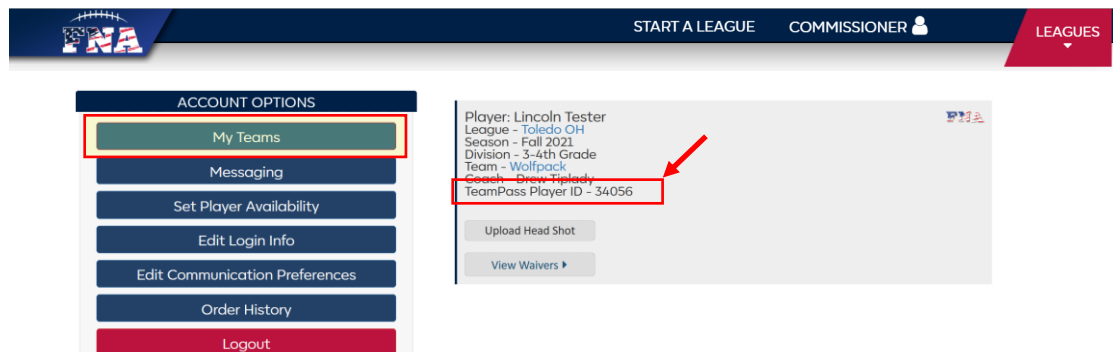 FNA
START A LEAGUE
COMMISSIONER
LEAGUES
ACCOUNT OPTIONS
My Teams
Messaging
Set Player Availability
Edit Login Info
Edit Communication Preferences
Order History
Logout
Player: Lincoln Tester
FNA
League - Toledo OH
Season - Fall 2021
Division - 3-4th Grade
Team - Wolfpack
Coach - Drew Tiplady
TeamPass Player ID - 34056
Upload Head Shot
View Waivers